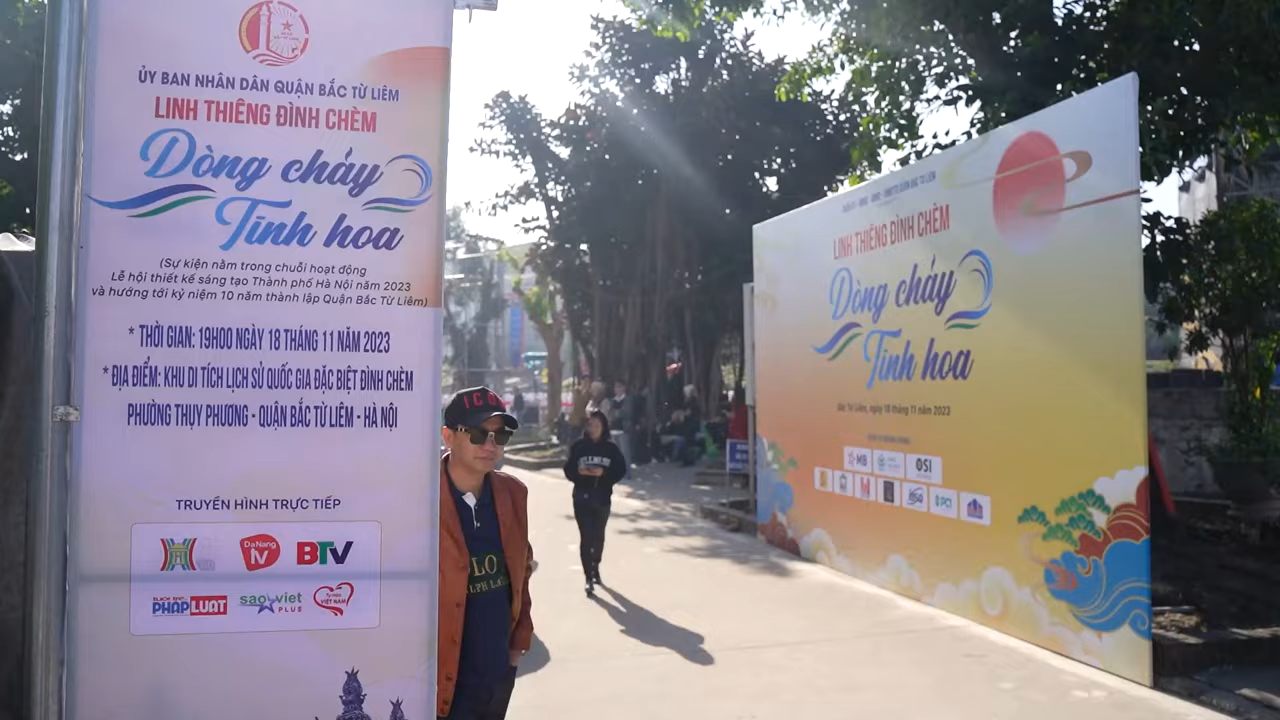 ỦY BAN NHÂN DÂN QUẬN BẮC TỪ LIÊM
LINH THIÊNG ĐÌNH CHÈM
Dòng chảy
Tinh hoa
(Sự kiện nằm trong chuỗi hoạt động
Lễ hội thiết kế sáng tạo Thành phố Hà Nội năm 2023
và hướng tới kỷ niệm 10 năm thành lập Quận Bắc Từ Liêm)
* THỜI GIAN: 19H00 NGÀY 18 THÁNG 11 NĂM 2023
* ĐỊA ĐIỂM: KHU DI TÍCH LỊCH SỬ QUỐC GIA ĐẶC BIỆT ĐÌNH CHÈM
PHƯỜNG THỤY PHƯƠNG - QUẬN BẮC TỪ LIÊM - HÀ NỘI
TRUYỀN HÌNH TRỰC TIẾP
DaNang TV
BTV
PHÁP LUẬT
sao việt PLUS
Tự hào VIỆT NAM
LINH THIÊNG ĐÌNH CHÈM
Dòng chảy
Tinh hoa
Bắc Từ Liêm, ngày 18 tháng 11 năm 2023
MB
OSI
PCI